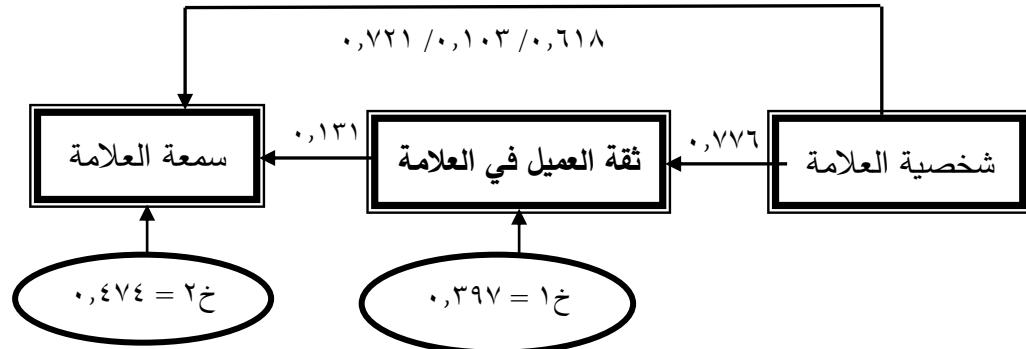 ٠,٧٢١ /٠,١٠٣ /٠,٦١٨
شخصية العلامة
٠,٧٧٦
ثقة العميل في العلامة
٠,١٣١
سمعة العلامة
خ١ = ٠,٣٩٧
خ٢ = ٠,٤٧٤